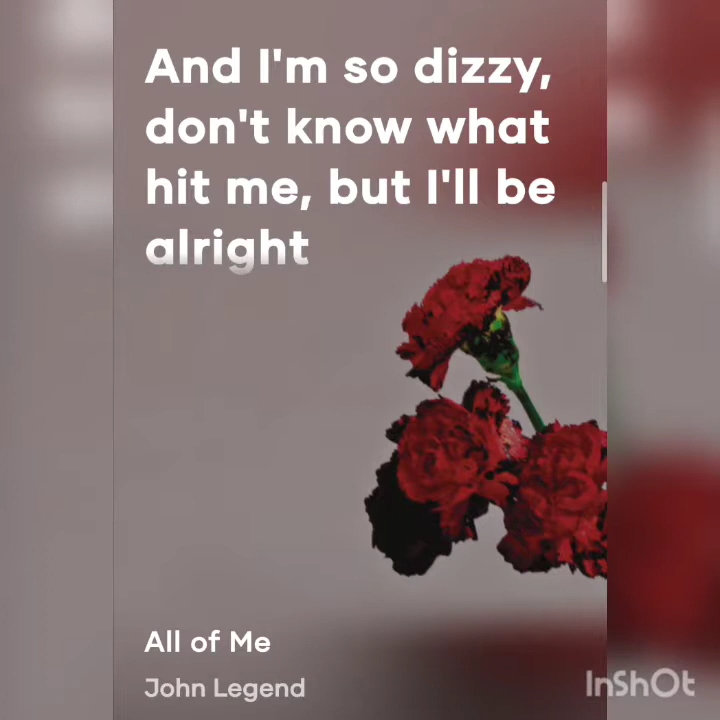 And I'm so dizzy,
don't know what
hit me, but I'll be
alright
All of Me
John Legend
InShOt